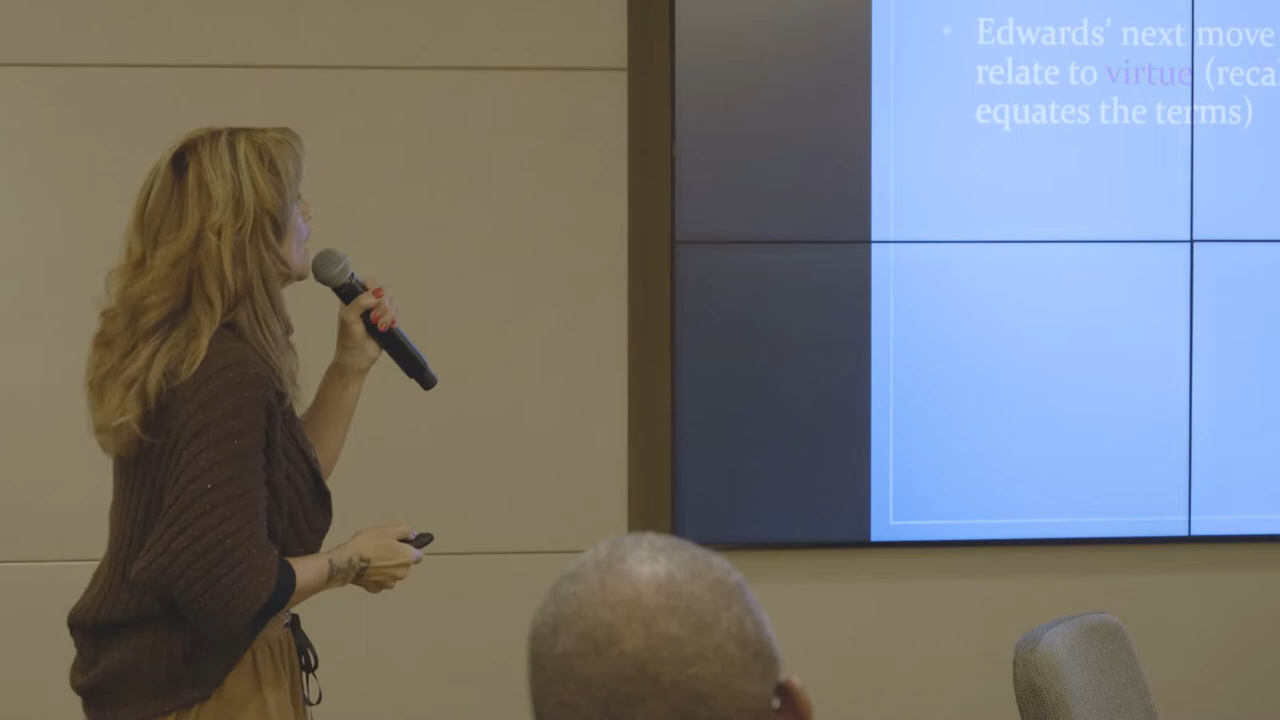 Edwards’ next move
relate to virtue (reca
equates the terms)